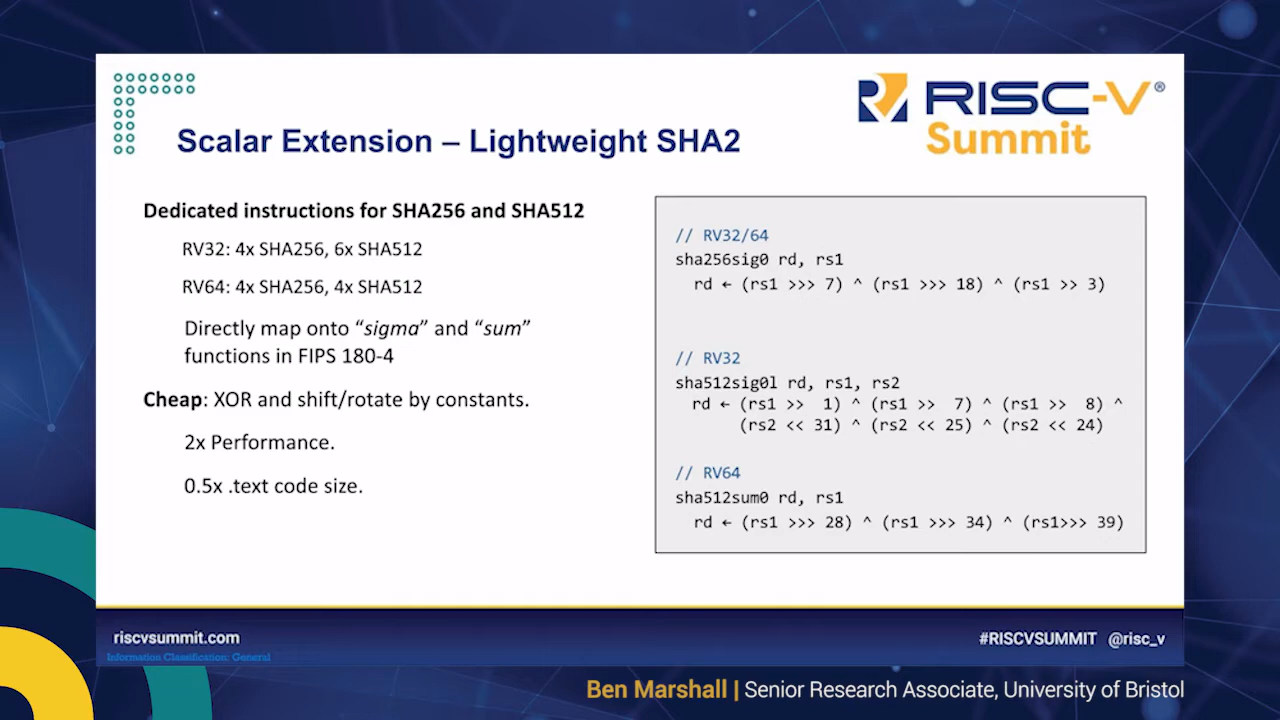 RISC-V®
Summit
Scalar Extension – Lightweight SHA2
Dedicated instructions for SHA256 and SHA512
RV32: 4x SHA256, 6x SHA512
RV64: 4x SHA256, 4x SHA512
Directly map onto “sigma” and “sum”
functions in FIPS 180-4
Cheap: XOR and shift/rotate by constants.
2x Performance.
0.5x .text code size.
// RV32/64
sha256sig0 rd, rs1
rd ← (rs1 >>> 7) ^ (rs1 >>> 18) ^ (rs1 >> 3)
// RV32
sha512sig0l rd, rs1, rs2
rd ← (rs1 >>  1) ^ (rs1 >>  7) ^ (rs1 >>  8) ^
(rs2 << 31) ^ (rs2 << 25) ^ (rs2 << 24)
// RV64
sha512sum0 rd, rs1
rd ← (rs1 >>> 28) ^ (rs1 >>> 34) ^ (rs1>>> 39)
riscvsummit.com
#RISCVSUMMIT @risc_v
Information Classification: General
Ben Marshall | Senior Research Associate, University of Bristol